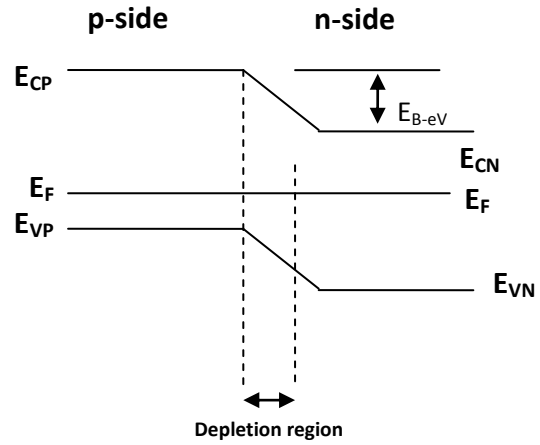 p-side n-side
E_CP
E_B-eV
E_CN
E_F E_F
E_VP
E_VN
Depletion region